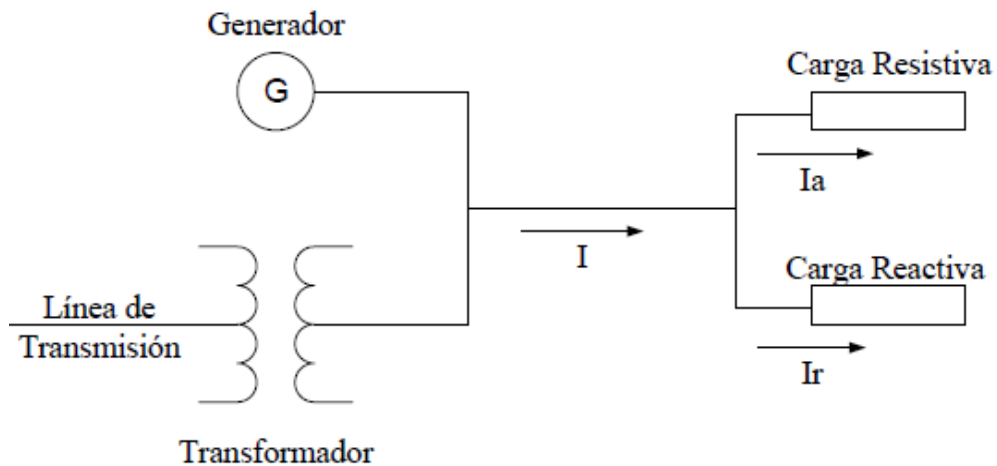 Generador
G
Carga Resistiva
Ia
I
Carga Reactiva
Ir
Línea de
Transmisión
Transformador